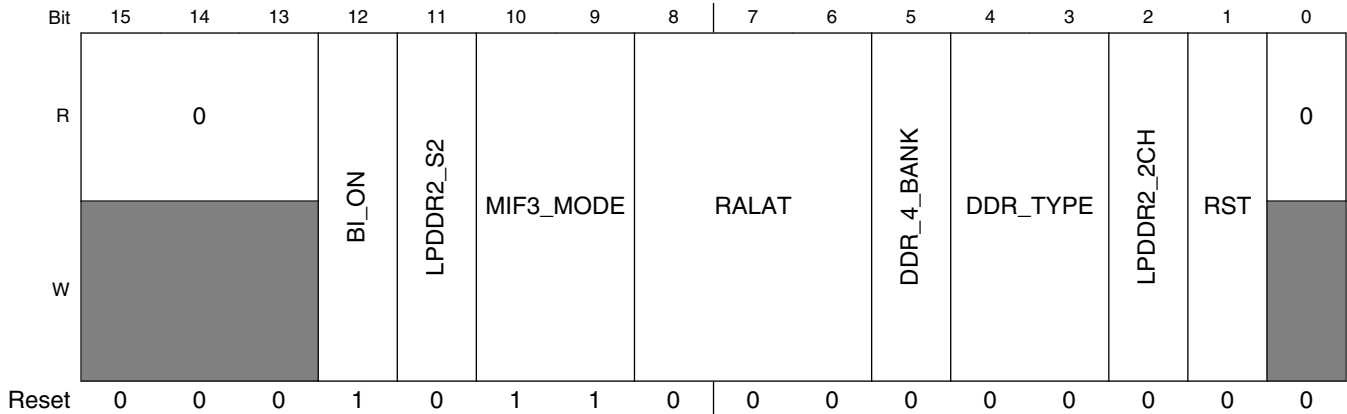 Bit 15 14 13 12 11 10 9 8 7 6 5 4 3 2 1 0
R 0 BI_ON LPDDR2_S2 MIF3_MODE RALAT DDR_4_BANK DDR_TYPE LPDDR2_2CH RST 0
W
Reset 0 0 0 1 0 1 1 0 0 0 0 0 0 0 0 0